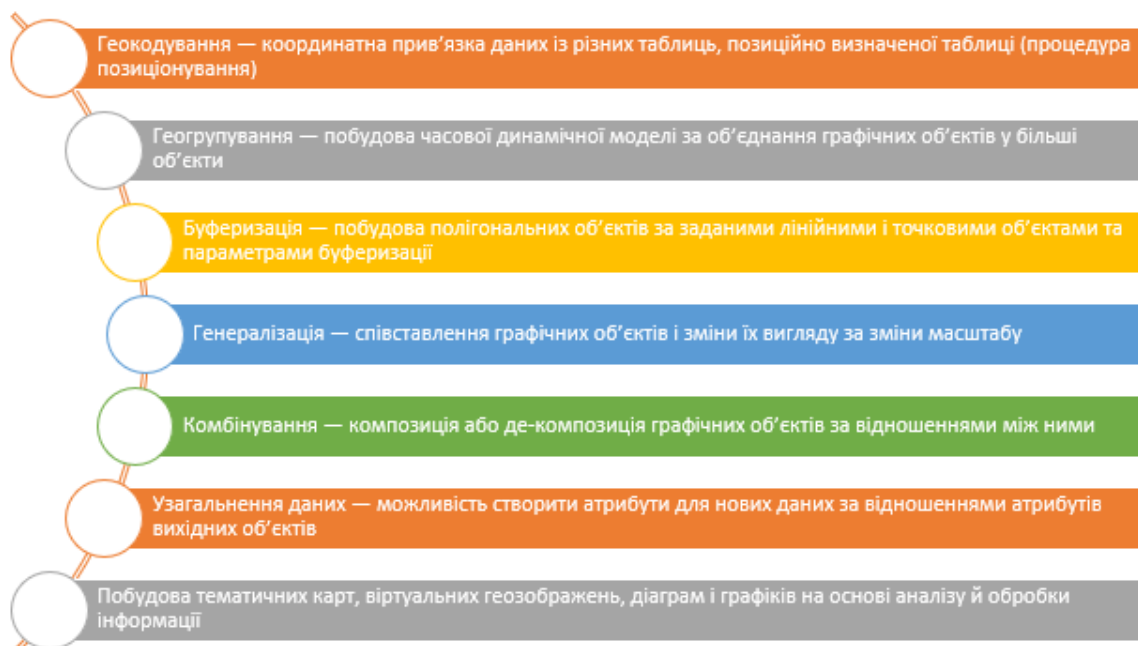 Геокодування — координатна прив’язка даних із різних таблиць, позиційно визначеної таблиці (процедура
позиціонування)
Геогрупування — побудова часової динамічної моделі за об’єднання графічних об’єктів у більші
об’єкти
Буферизація — побудова полігональних об’єктів за заданими лінійними і точковими об’єктами та
параметрами буферизації
Генералізація — співставлення графічних об’єктів і зміни їх вигляду за зміни масштабу
Комбінування — композиція або де-композиція графічних об’єктів за відношеннями між ними
Узагальнення даних — можливість створити атрибути для нових даних за відношеннями атрибутів
вихідних об’єктів
Побудова тематичних карт, віртуальних геозображень, діаграм і графіків на основі аналізу й обробки
інформації